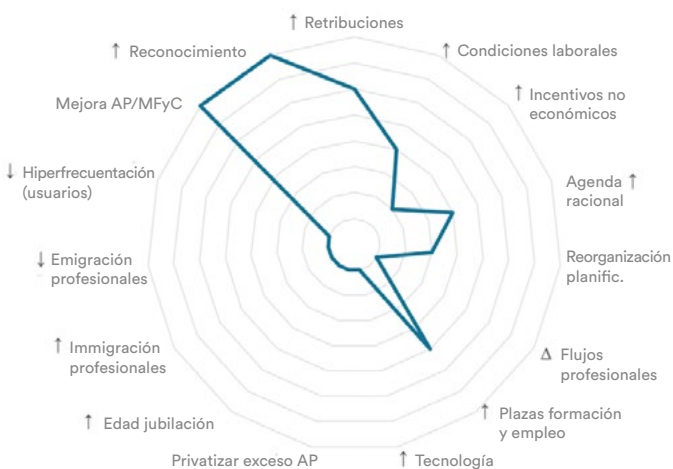 ↑ Retribuciones
↑ Condiciones laborales
↑ Incentivos no
económicos
Agenda ↑
racional
Reorganización
planific.
Δ Flujos
profesionales
↑ Plazas formación
y empleo
↑ Tecnología
Privatizar exceso AP
↑ Edad jubilación
↑ Immigración
profesionales
↓ Emigración
profesionales
↓ Hiperfrecuentación
(usuarios)
Mejora AP/MFyC
↑ Reconocimiento